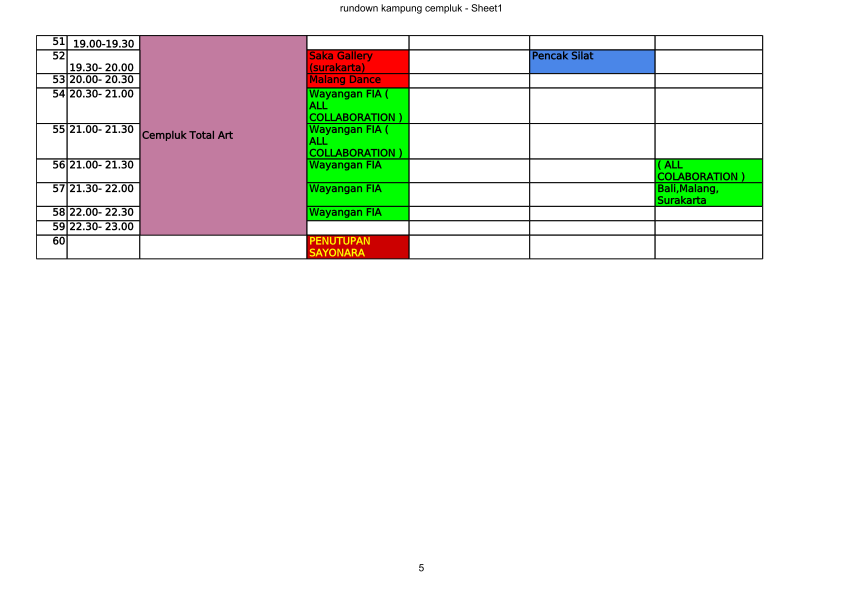 rundown kampung cempluk - Sheet1
51 19.00-19.30
52 19.30- 20.00 Saka Gallery (surakarta) Pencak Silat
53 20.00- 20.30 Malang Dance
54 20.30- 21.00 Wayangan FIA (
ALL
COLLABORATION )
55 21.00- 21.30 Cempluk Total Art Wayangan FIA (
ALL
COLLABORATION )
56 21.00- 21.30 Wayangan FIA ( ALL
COLABORATION )
57 21.30- 22.00 Wayangan FIA Bali,Malang,
Surakarta
58 22.00- 22.30 Wayangan FIA
59 22.30- 23.00
60 PENUTUPAN
SAYONARA
5